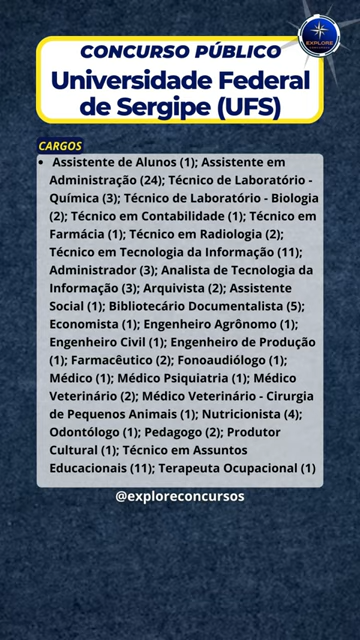 EXPLORE
CONCURSO PÚBLICO
Universidade Federal
de Sergipe (UFS)
CARGOS
• Assistente de Alunos (1); Assistente em
Administração (24); Técnico de Laboratório -
Química (3); Técnico de Laboratório - Biologia
(2); Técnico em Contabilidade (1); Técnico em
Farmácia (1); Técnico em Radiologia (2);
Técnico em Tecnologia da Informação (11);
Administrador (3); Analista de Tecnologia da
Informação (3); Arquivista (2); Assistente
Social (1); Bibliotecário Documentalista (5);
Economista (1); Engenheiro Agrônomo (1);
Engenheiro Civil (1); Engenheiro de Produção
(1); Farmacêutico (2); Fonoaudiólogo (1);
Médico (1); Médico Psiquiatria (1); Médico
Veterinário (2); Médico Veterinário - Cirurgia
de Pequenos Animais (1); Nutricionista (4);
Odontólogo (1); Pedagogo (2); Produtor
Cultural (1); Técnico em Assuntos
Educacionais (11); Terapeuta Ocupacional (1)
@exploreconcursos